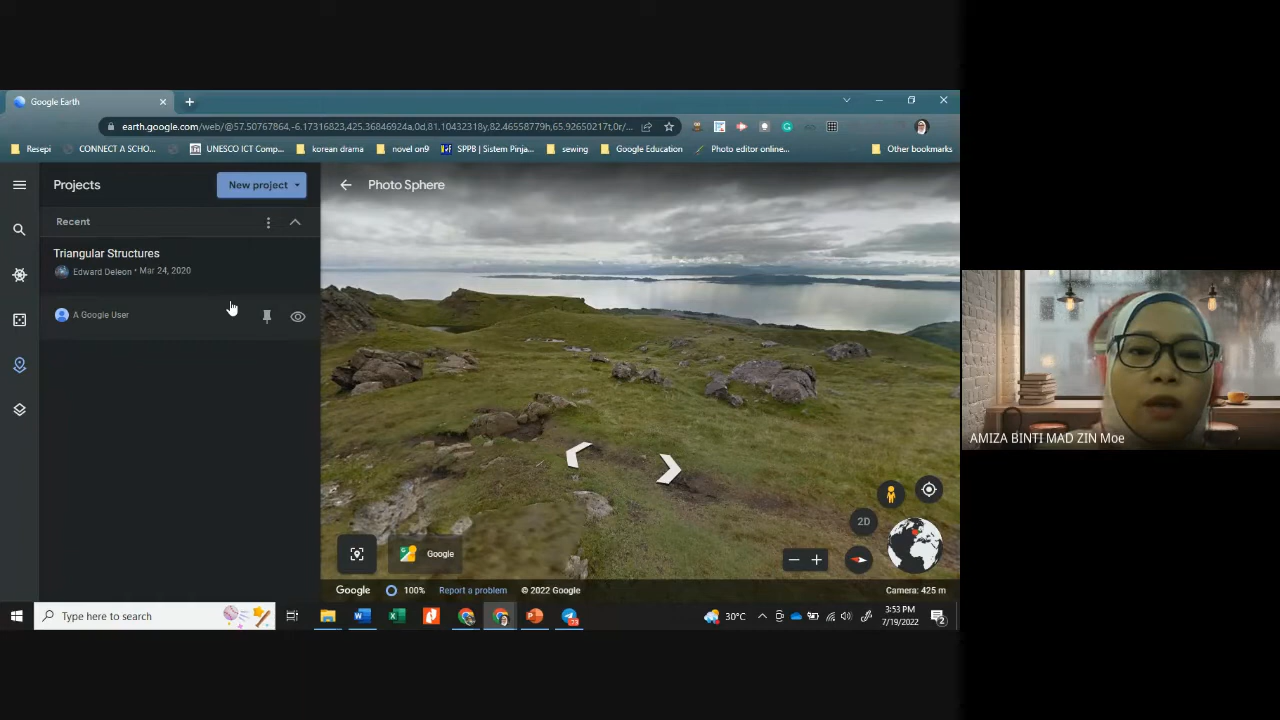 Google Earth
earth.google.com/web/@57.50767864,-6.17316823,425.36846924a,0d,81.10432318y,82.46558779h,65.92650217t,0r/...
Resepi CONNECT A SCHO... UNESCO ICT Comp... korean drama novel on9 SPPB | Sistem Pinja... sewing Google Education Photo editor online... Other bookmarks
Projects New project
Photo Sphere
Recent
Triangular Structures
Edward Deleon • Mar 24, 2020
A Google User
AMIZA BINTI MAD ZIN Moe
2D
Google
Google 100% Report a problem © 2022 Google Camera: 425 m
Type here to search 30°C 3:53 PM
7/19/2022 2